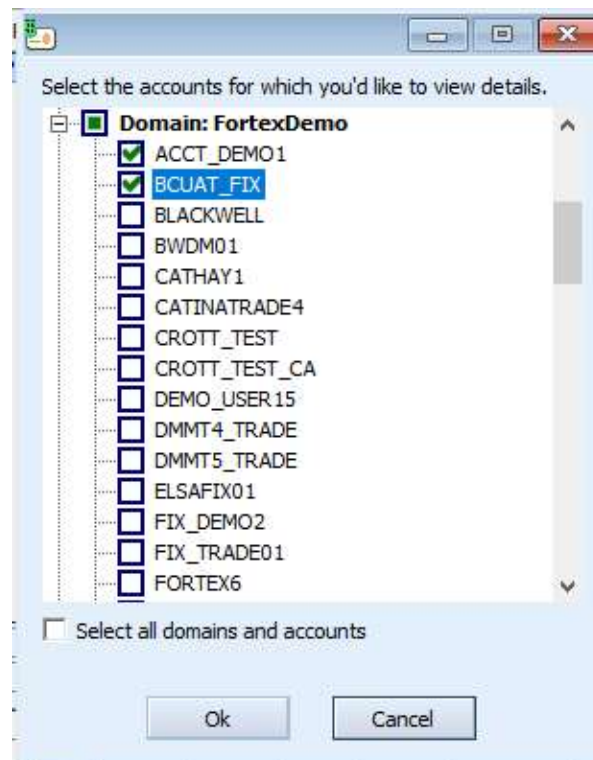 Select the accounts for which you'd like to view details.
Domain: FortexDemo
ACCT_DEMO1
BCUAT_FIX
BLACKWELL
BWDM01
CATHAY1
CATINATRADE4
CROTT_TEST
CROTT_TEST_CA
DEMO_USER15
DMMT4_TRADE
DMMT5_TRADE
ELSAFIX01
FIX_DEMO2
FIX_TRADE01
FORTEX6
Select all domains and accounts
Ok Cancel